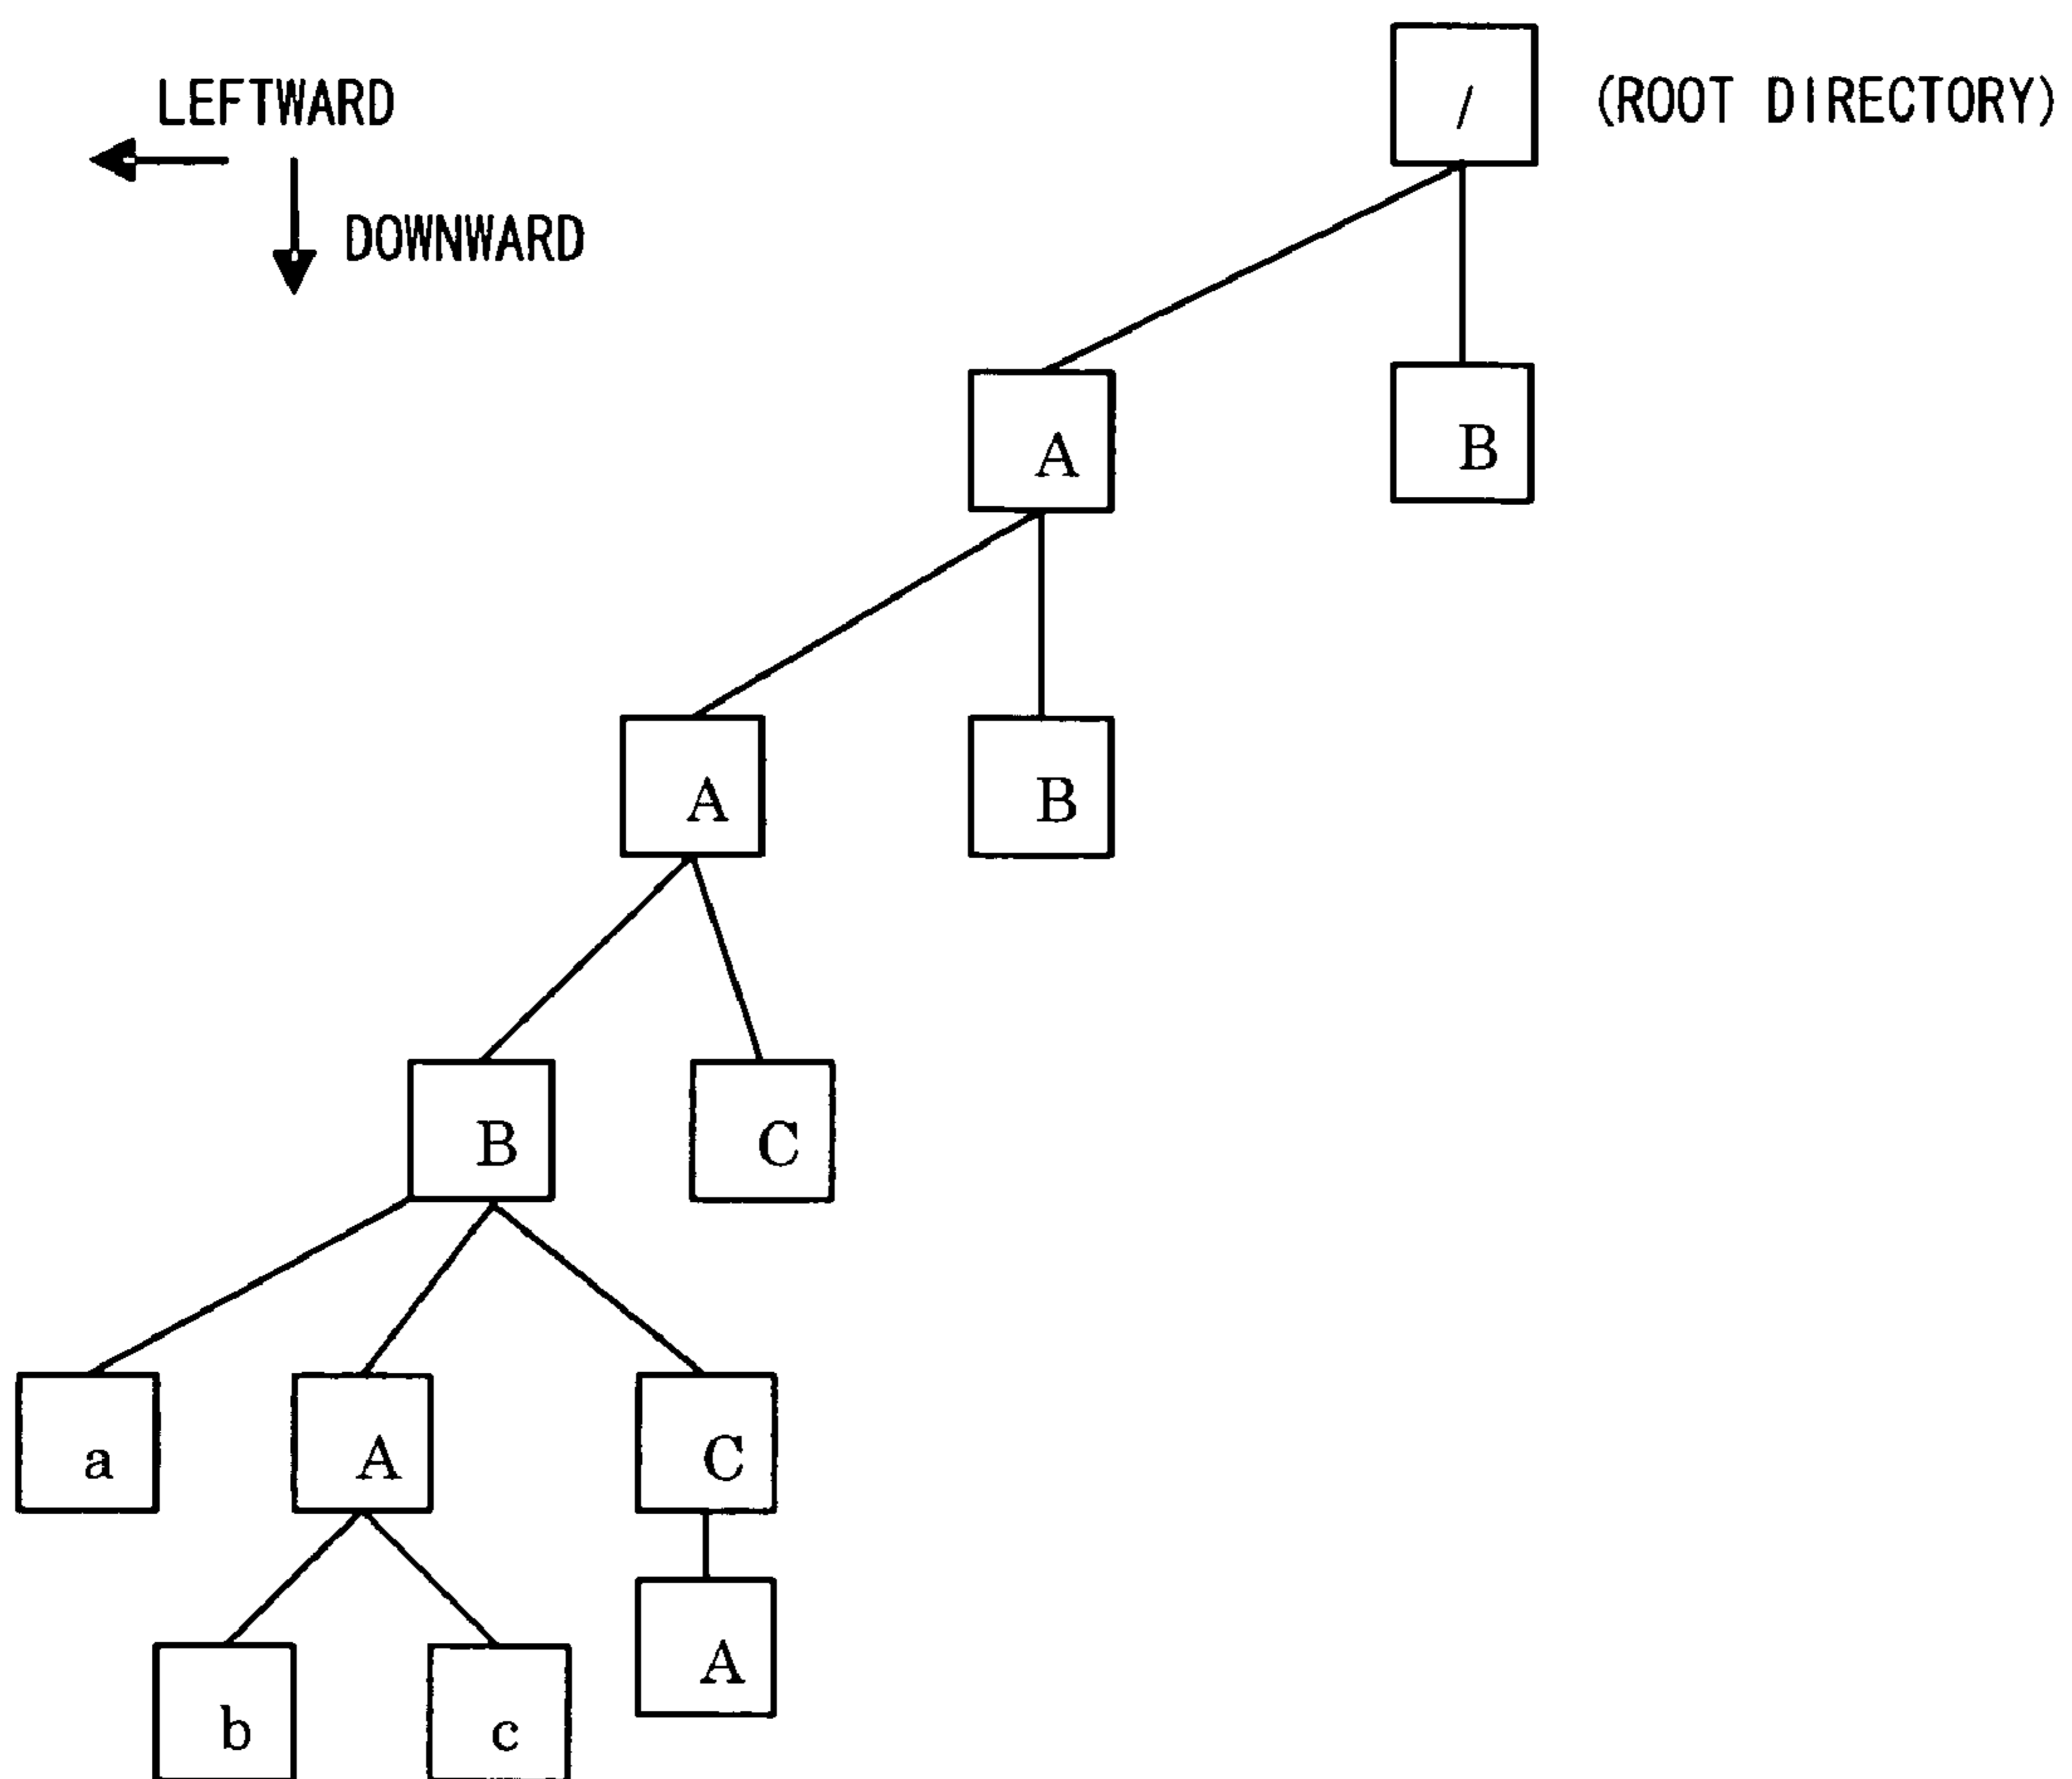 LEFTWARD
/ (ROOT DIRECTORY)
DOWNWARD
A B
A B
B C
a A C
A
b c